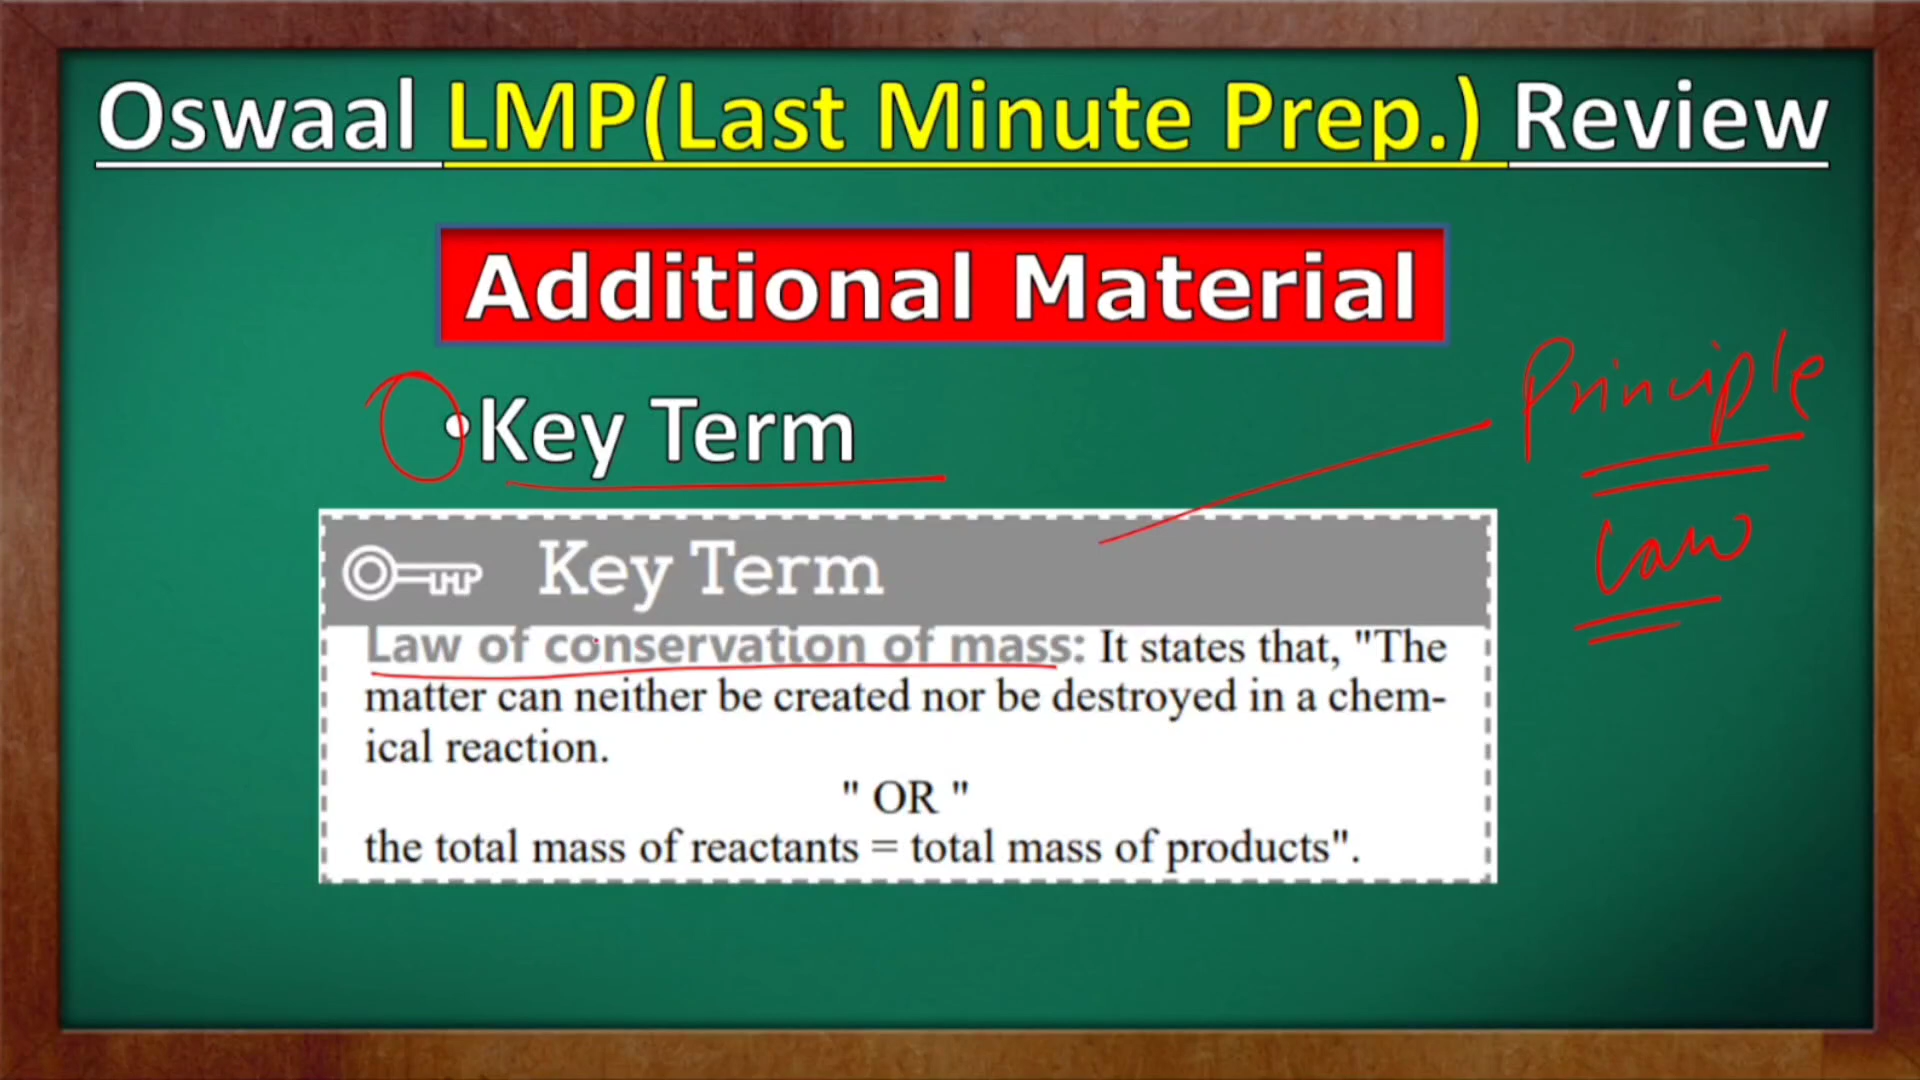 Oswaal LMP(Last Minute Prep.) Review
Additional Material
•Key Term
Principle
Law
Key Term
Law of conservation of mass: It states that, "The
matter can neither be created nor be destroyed in a chem-
ical reaction.
" OR "
the total mass of reactants = total mass of products".